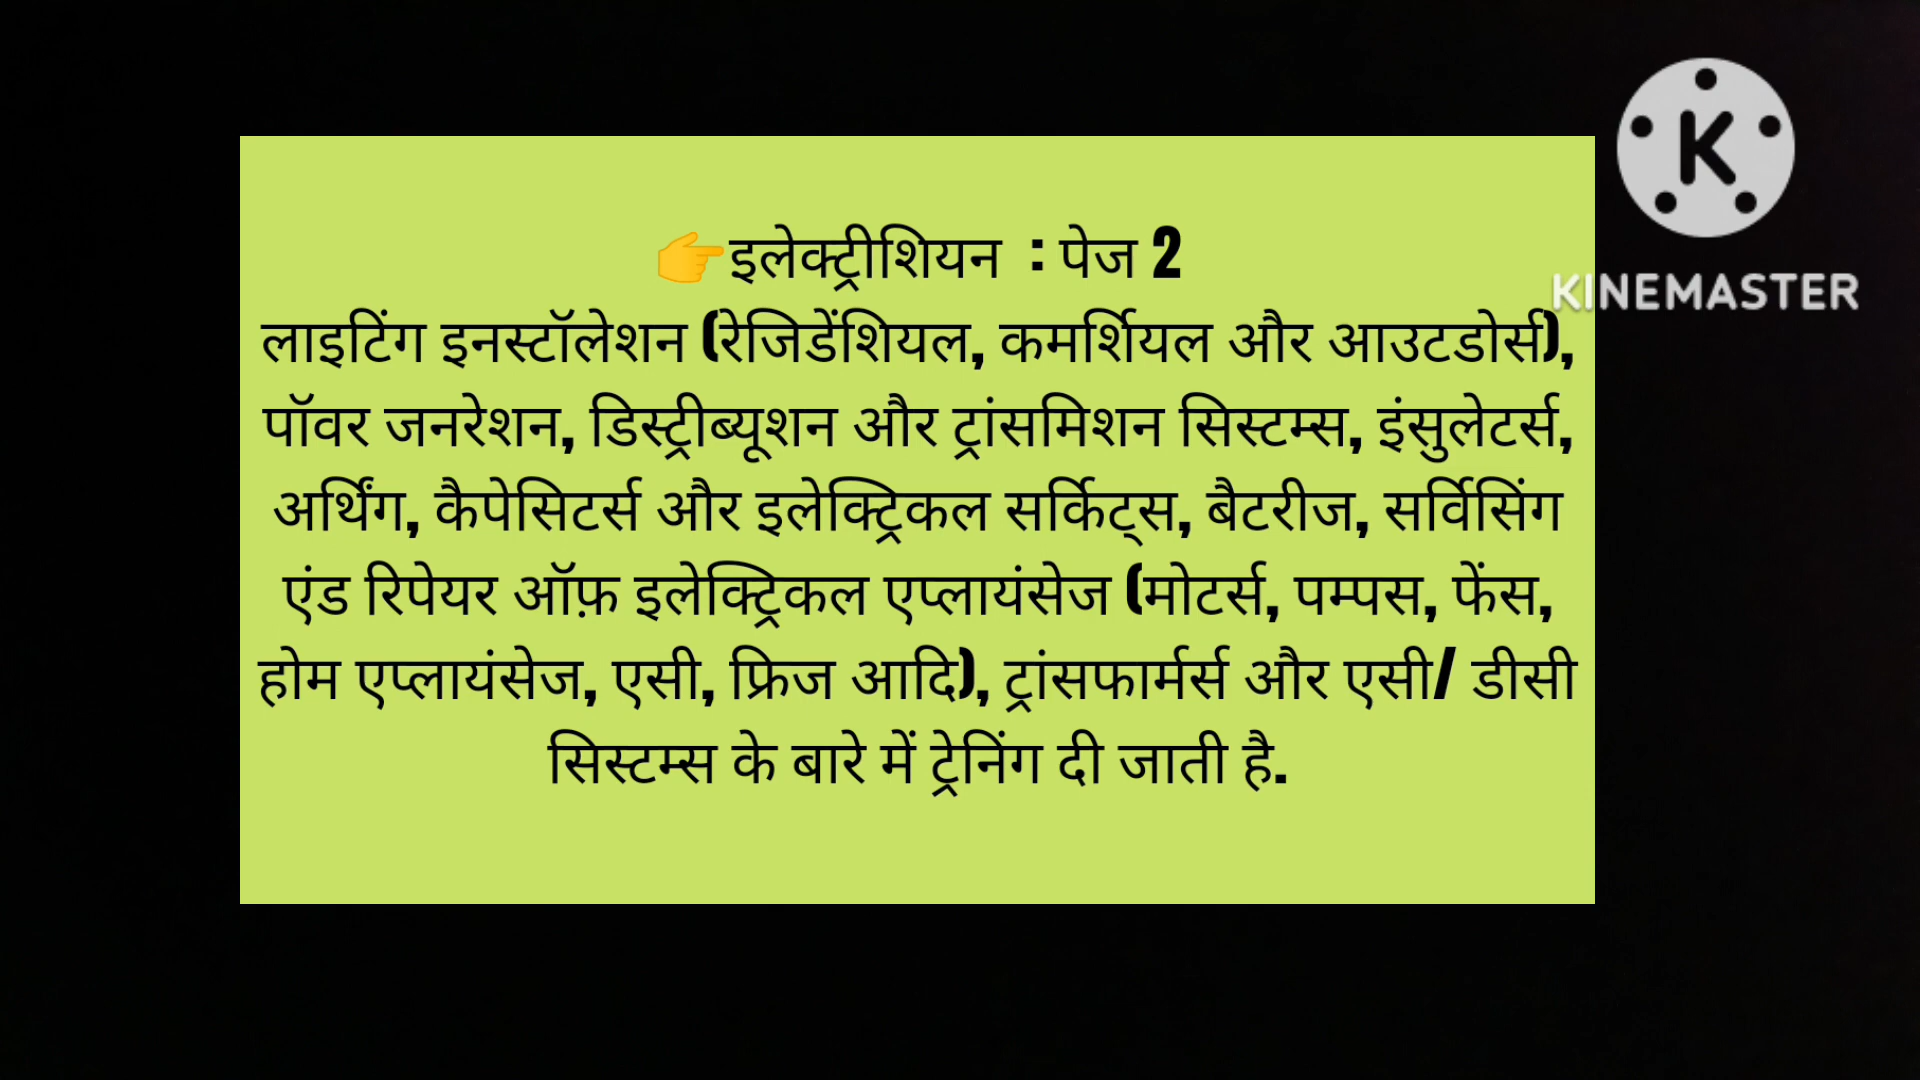 👉इलेक्ट्रीशियन : पेज 2
लाइटिंग इनस्टॉलेशन (रेजिडेंशियल, कमर्शियल और आउटडोर्स),
पॉवर जनरेशन, डिस्ट्रीब्यूशन और ट्रांसमिशन सिस्टम्स, इंसुलेटर्स,
अर्थिंग, कैपेसिटर्स और इलेक्ट्रिकल सर्किट्स, बैटरीज, सर्विसिंग
एंड रिपेयर ऑफ़ इलेक्ट्रिकल एप्लायंसेज (मोटर्स, पम्पस, फेंस,
होम एप्लायंसेज, एसी, फ्रिज आदि), ट्रांसफार्मर्स और एसी/ डीसी
सिस्टम्स के बारे में ट्रेनिंग दी जाती है.
K
KINEMASTER